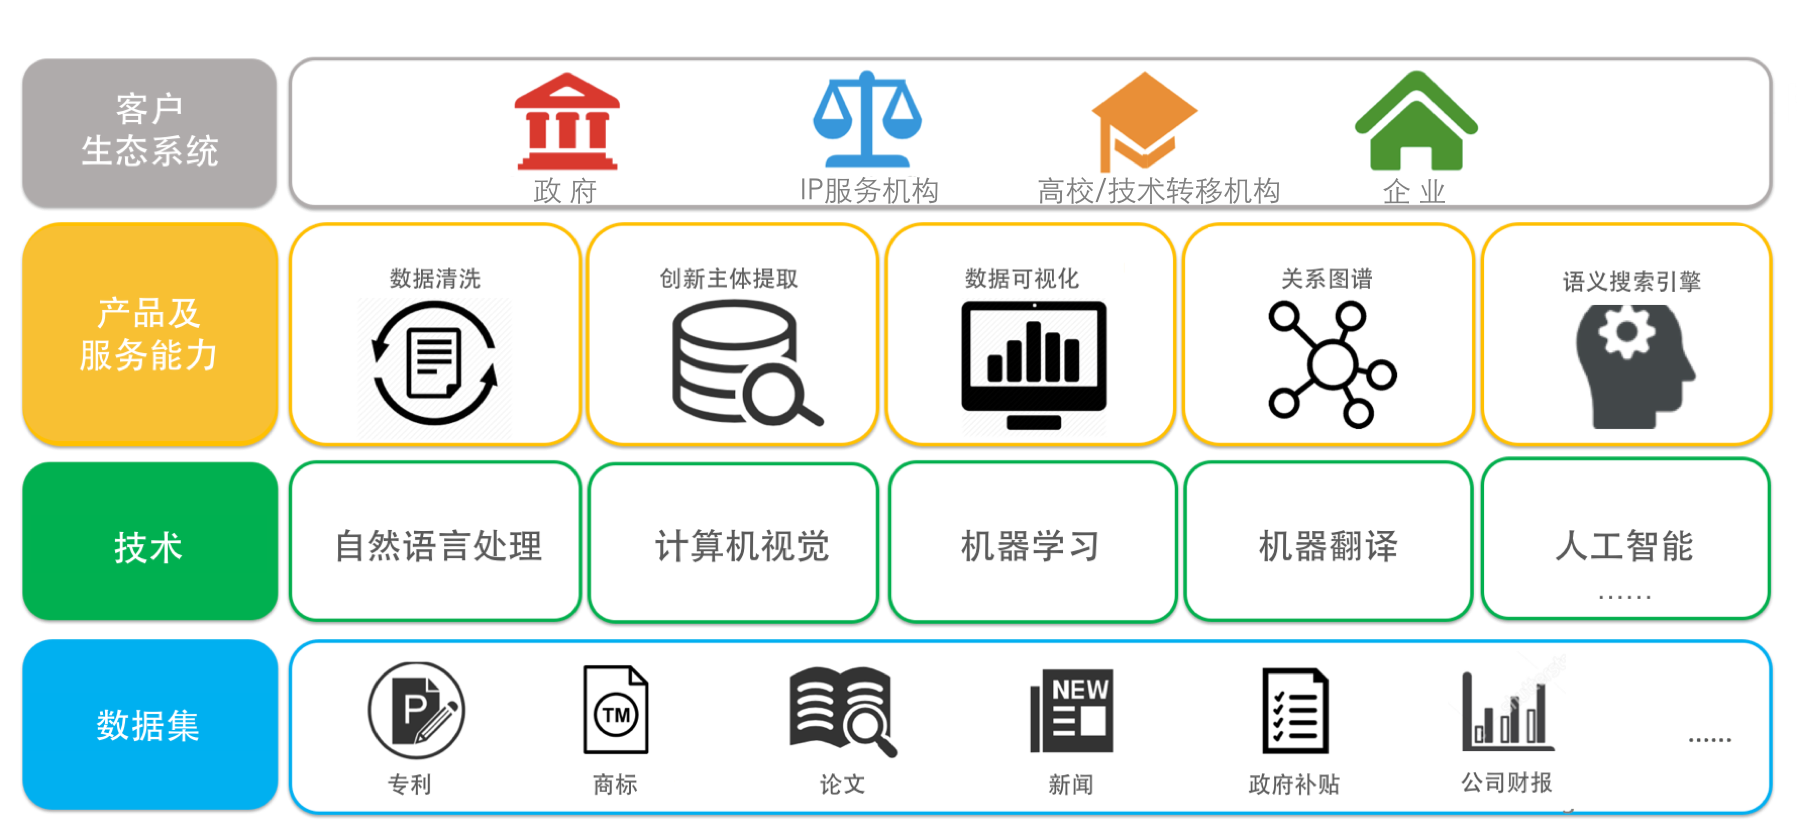 客户
生态系统
政 府
IP服务机构
高校/技术转移机构
企 业
产品及
服务能力
数据清洗
创新主体提取
数据可视化
关系图谱
语义搜索引擎
技术
自然语言处理
计算机视觉
机器学习
机器翻译
人工智能
......
数据集
P
TM
NEW
......
专利
商标
论文
新闻
政府补贴
公司财报